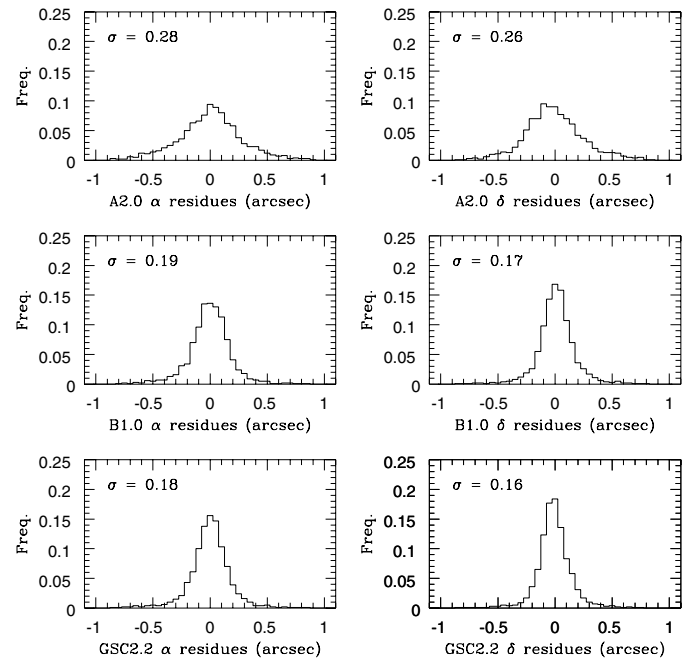 0.25
0.2
0.15
0.1
0.05
0
Freq.
σ = 0.28
-1 -0.5 0 0.5 1
A2.0 α residues (arcsec)
0.25
0.2
0.15
0.1
0.05
0
Freq.
σ = 0.26
-1 -0.5 0 0.5 1
A2.0 δ residues (arcsec)
0.25
0.2
0.15
0.1
0.05
0
Freq.
σ = 0.19
-1 -0.5 0 0.5 1
B1.0 α residues (arcsec)
0.25
0.2
0.15
0.1
0.05
0
Freq.
σ = 0.17
-1 -0.5 0 0.5 1
B1.0 δ residues (arcsec)
0.25
0.2
0.15
0.1
0.05
0
Freq.
σ = 0.18
-1 -0.5 0 0.5 1
GSC2.2 α residues (arcsec)
0.25
0.2
0.15
0.1
0.05
0
Freq.
σ = 0.16
-1 -0.5 0 0.5 1
GSC2.2 δ residues (arcsec)